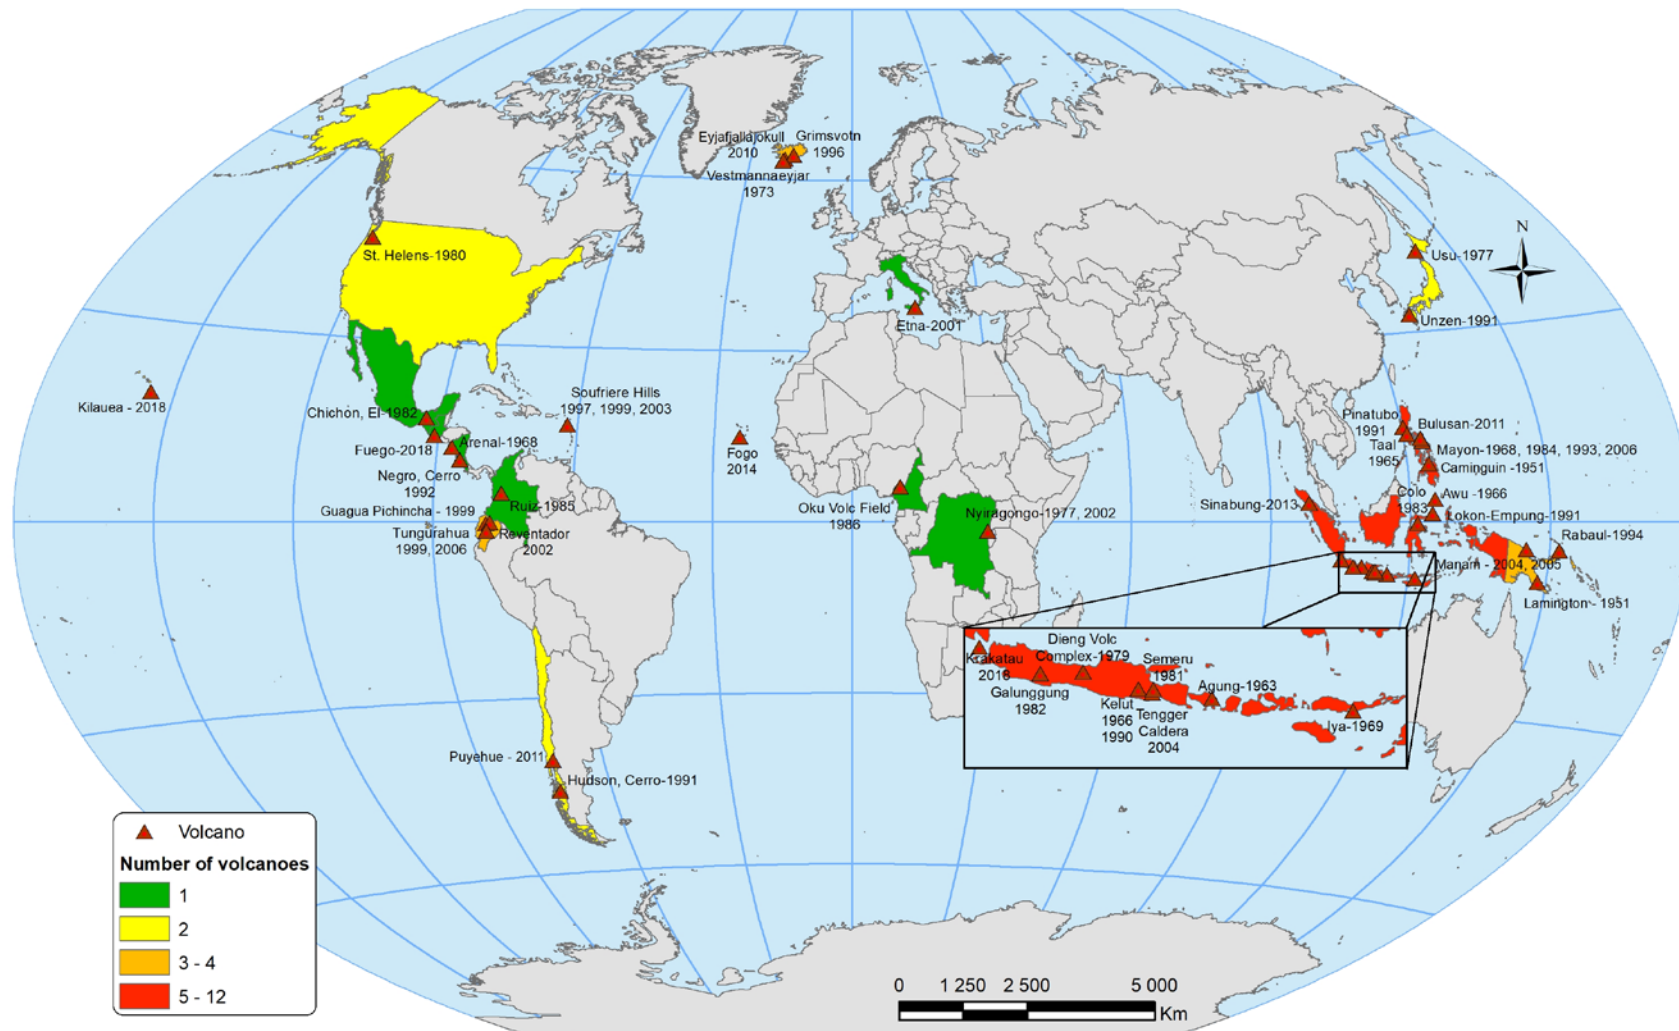 Eyjafjallajokull
2010
Grimsvotn
1996
Vestmannaeyjar
1973
N
St. Helens-1980
Usu-1977
Unzen-1991
Etna-2001
Kilauea - 2018
Soufriere Hills
1997, 1999, 2003
Chichón, El-1982
Fuego-2018
Arenal-1968
Negro, Cerro
1992
Fogo
2014
Pinatubo
1991
Bulusan-2011
Taal
1965
Mayon-1968, 1984, 1993, 2006
Caminguin -1951
Ruiz-1985
Guagua Pichincha - 1999
Tungurahua
1999, 2006
Reventador
2002
Oku Volc Field
1986
Nyiragongo-1977, 2002
Sinabung-2013
Colo
1983
Awu -1966
Lokon-Empung-1991
Rabaul-1994
Manam - 2004, 2005
Lamington - 1951
Krakatau
2018
Dieng Volc
Complex-1979
Semeru
1981
Galunggung
1982
Kelut
1966
1990
Tengger
Caldera
2004
Agung-1963
Iya-1969
Puyehue - 2011
Hudson, Cerro-1991
Volcano
Number of volcanoes
1
2
3 - 4
5 - 12
0 1 250 2 500 5 000
Km